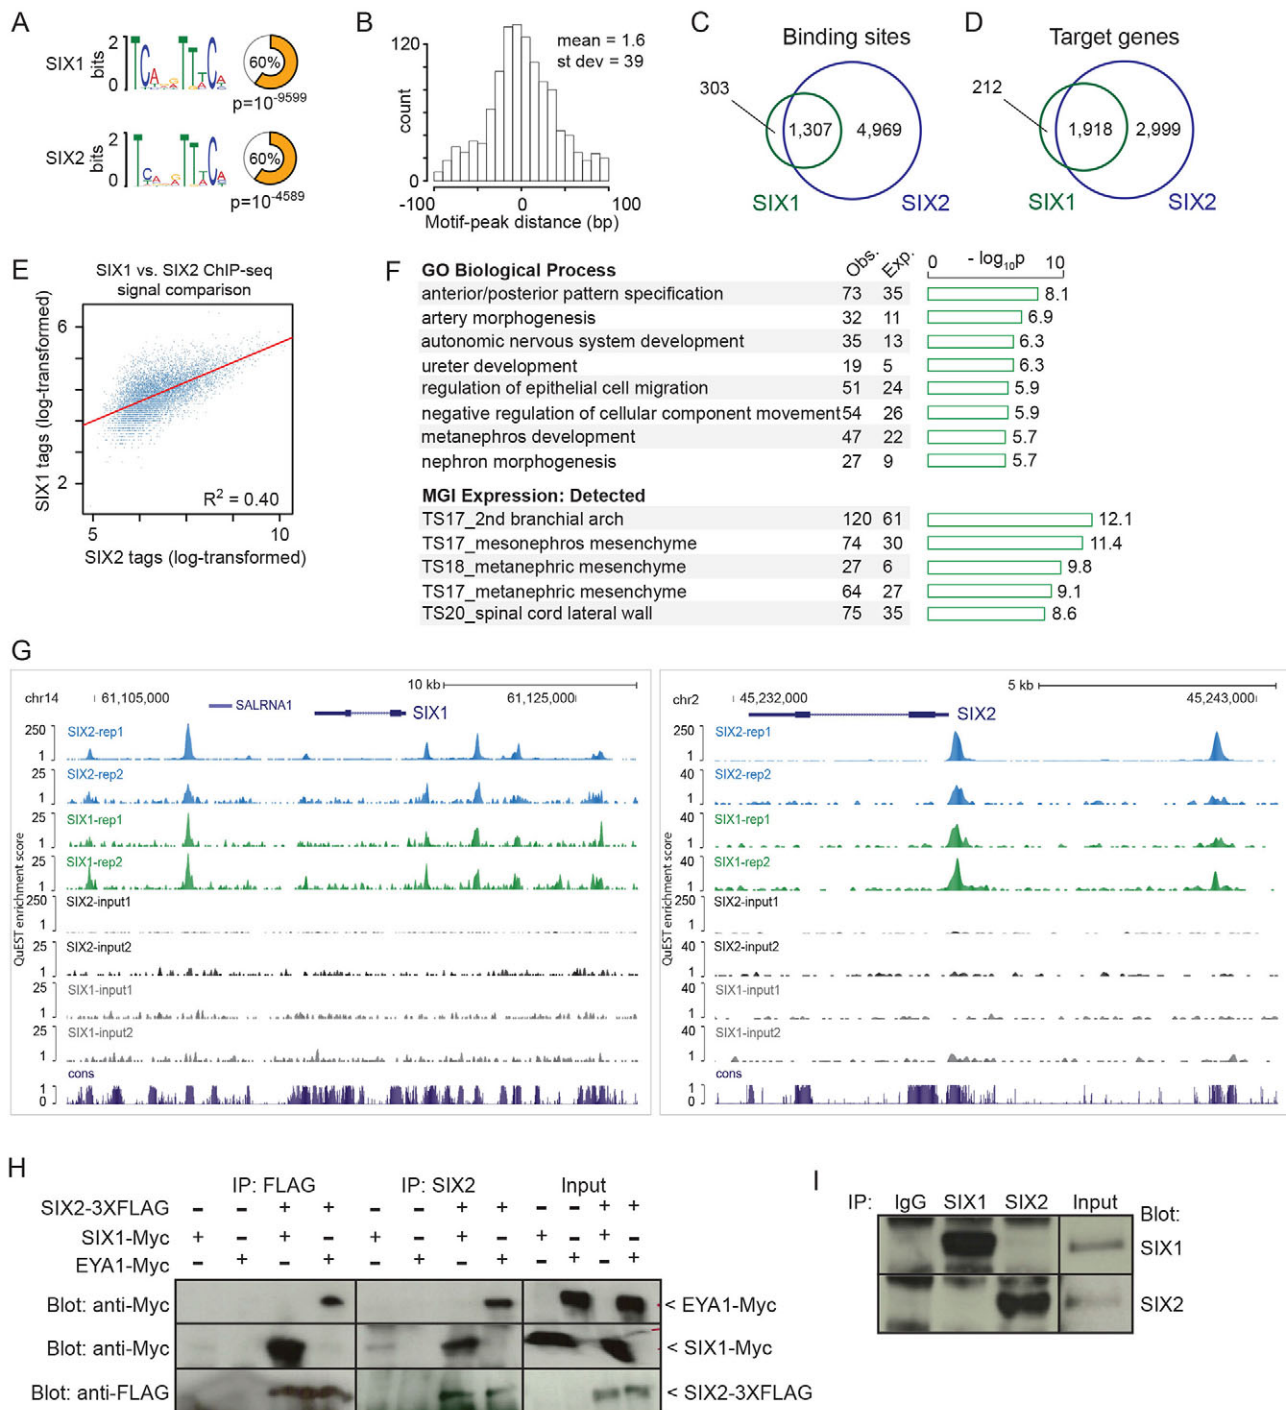 A
SIX1
bits
2
0
TCA TTTCA
60%
p=10-9599
SIX2
bits
2
0
60%
p=10-4589
B
120
count
0
mean = 1.6
st dev = 39
-100 0 100
Motif-peak distance (bp)
C
Binding sites
303
1,307 4,969
SIX1 SIX2
D
Target genes
212
1,918 2,999
SIX1 SIX2
E
SIX1 vs. SIX2 ChIP-seq
signal comparison
SIX1 tags (log-transformed)
6
2
R2 = 0.40
5 10
SIX2 tags (log-transformed)
F
GO Biological Process Obs. Exp. 0 - log10p 10
anterior/posterior pattern specification 73 35 8.1
artery morphogenesis 32 11 6.9
autonomic nervous system development 35 13 6.3
ureter development 19 5 6.3
regulation of epithelial cell migration 51 24 5.9
negative regulation of cellular component movement 54 26 5.9
metanephros development 47 22 5.7
nephron morphogenesis 27 9 5.7
MGI Expression: Detected
TS17_2nd branchial arch 120 61 12.1
TS17_mesonephros mesenchyme 74 30 11.4
TS18_metanephric mesenchyme 27 6 9.8
TS17_metanephric mesenchyme 64 27 9.1
TS20_spinal cord lateral wall 75 35 8.6
G
10 kb
chr14 61,105,000 61,125,000
SALRNA1 SIX1
QuEST enrichment score
250 SIX2-rep1
1
25 SIX2-rep2
1
25 SIX1-rep1
1
25 SIX1-rep2
1
250 SIX2-input1
1
25 SIX2-input2
1
25 SIX1-input1
1
25 SIX1-input2
1
cons
1
0
5 kb
chr2 45,232,000 45,243,000
SIX2
QuEST enrichment score
250 SIX2-rep1
1
40 SIX2-rep2
1
40 SIX1-rep1
1
40 SIX1-rep2
1
250 SIX2-input1
1
40 SIX2-input2
1
40 SIX1-input1
1
40 SIX1-input2
1
cons
1
0
H
IP: FLAG IP: SIX2 Input
SIX2-3XFLAG - - + + - - + + - - + +
SIX1-Myc + - + - + - + - + - + -
EYA1-Myc - + - + - + - + - + - +
Blot: anti-Myc < EYA1-Myc
Blot: anti-Myc < SIX1-Myc
Blot: anti-FLAG < SIX2-3XFLAG
I
IP: IgG SIX1 SIX2 Input Blot:
SIX1
SIX2